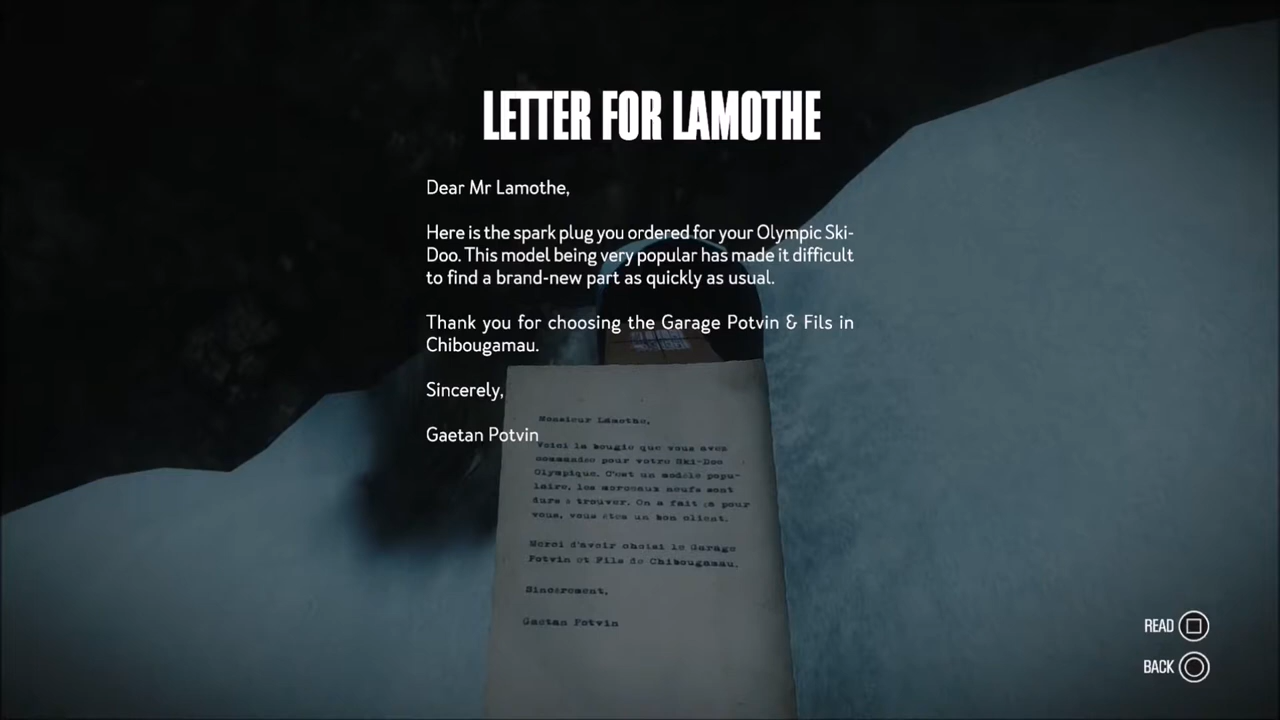 LETTER FOR LAMOTHE
Dear Mr Lamothe,
Here is the spark plug you ordered for your Olympic Ski-
Doo. This model being very popular has made it difficult
to find a brand-new part as quickly as usual.
Thank you for choosing the Garage Potvin & Fils in
Chibougamau.
Sincerely,
Gaetan Potvin
Monsieur Lamothe,
Voici la bougie que vous avez
commandée pour votre Ski-Doo
Olympique. C'est un modèle popu-
laire, les morceaux neufs sont
durs à trouver. On a fait ça pour
vous, vous êtes un bon client.
Merci d'avoir choisi le Garage
Potvin et Fils de Chibougamau.
Sincèrement,
Gaetan Potvin
READ
BACK